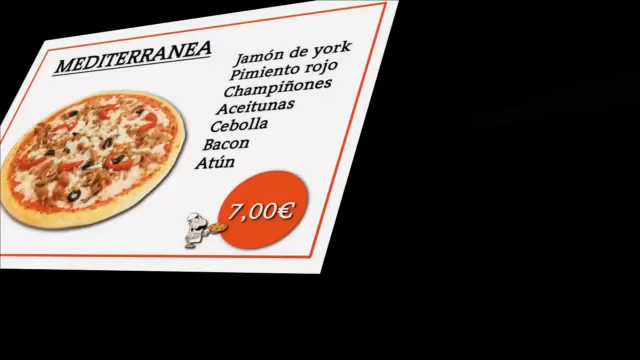 MEDITERRANEA
Jamón de york
Pimiento rojo
Champiñones
Aceitunas
Cebolla
Bacon
Atún
7,00€